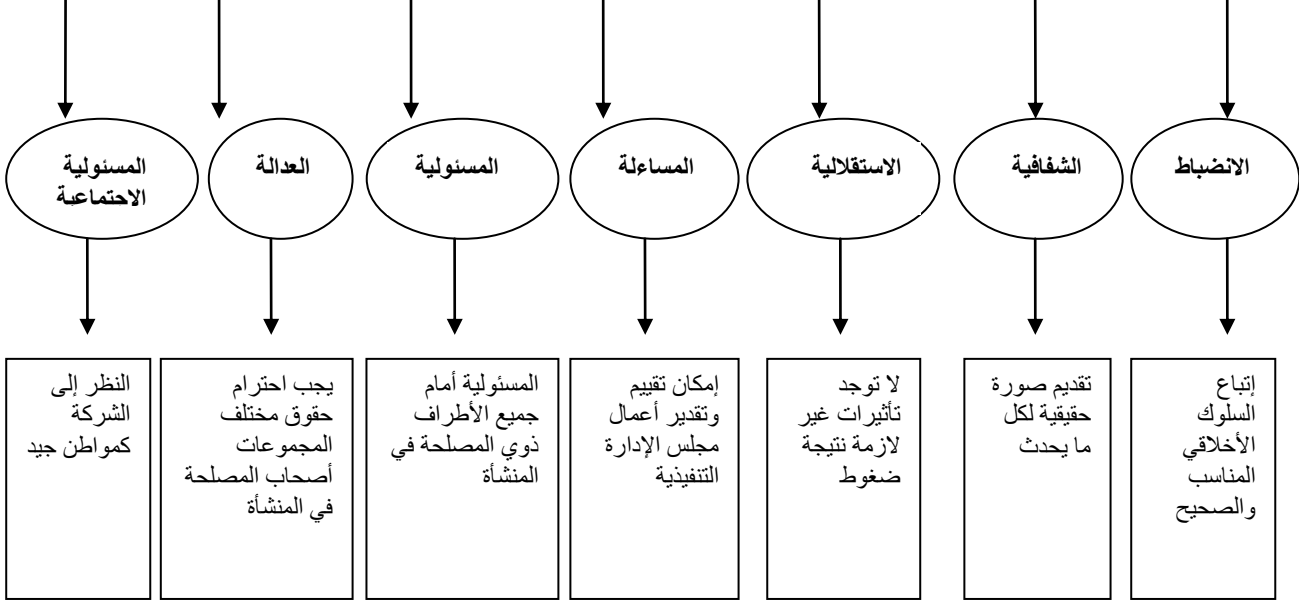 الانضباط
الشفافية
الاستقلالية
المساءلة
المسئولية
العدالة
المسئولية
الاحتماعية
إتباع
السلوك
الأخلاقي
المناسب
والصحيح
تقديم صورة
حقيقية لكل
ما يحدث
لا توجد
تأثيرات غير
لازمة نتيجة
ضغوط
إمكان تقييم
وتقدير أعمال
مجلس الإدارة
التنفيذية
المسئولية أمام
جميع الأطراف
ذوي المصلحة في
المنشأة
يجب احترام
حقوق مختلف
المجموعات
أصحاب المصلحة
في المنشأة
النظر إلى
الشركة
كمواطن جيد